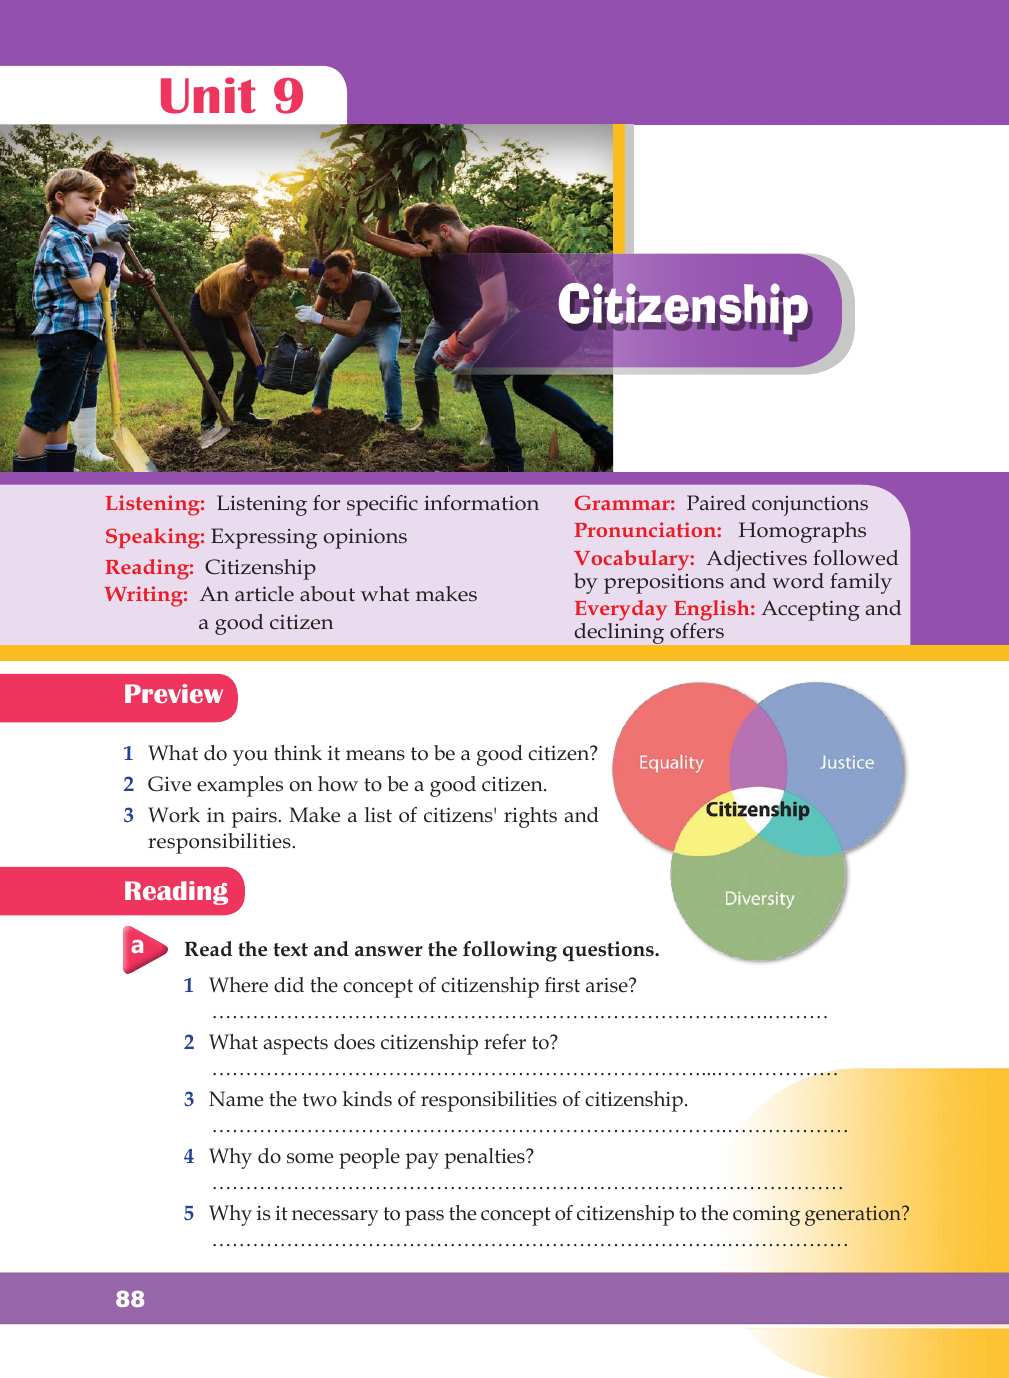 Unit 9
Citizenship
Listening: Listening for specific information
Speaking: Expressing opinions
Reading: Citizenship
Writing: An article about what makes
a good citizen
Grammar: Paired conjunctions
Pronunciation: Homographs
Vocabulary: Adjectives followed
by prepositions and word family
Everyday English: Accepting and
declining offers
Preview
1 What do you think it means to be a good citizen?
2 Give examples on how to be a good citizen.
3 Work in pairs. Make a list of citizens' rights and
responsibilities.
Equality
Justice
Citizenship
Diversity
Reading
a Read the text and answer the following questions.
1 Where did the concept of citizenship first arise?
2 What aspects does citizenship refer to?
3 Name the two kinds of responsibilities of citizenship.
4 Why do some people pay penalties?
5 Why is it necessary to pass the concept of citizenship to the coming generation?
88